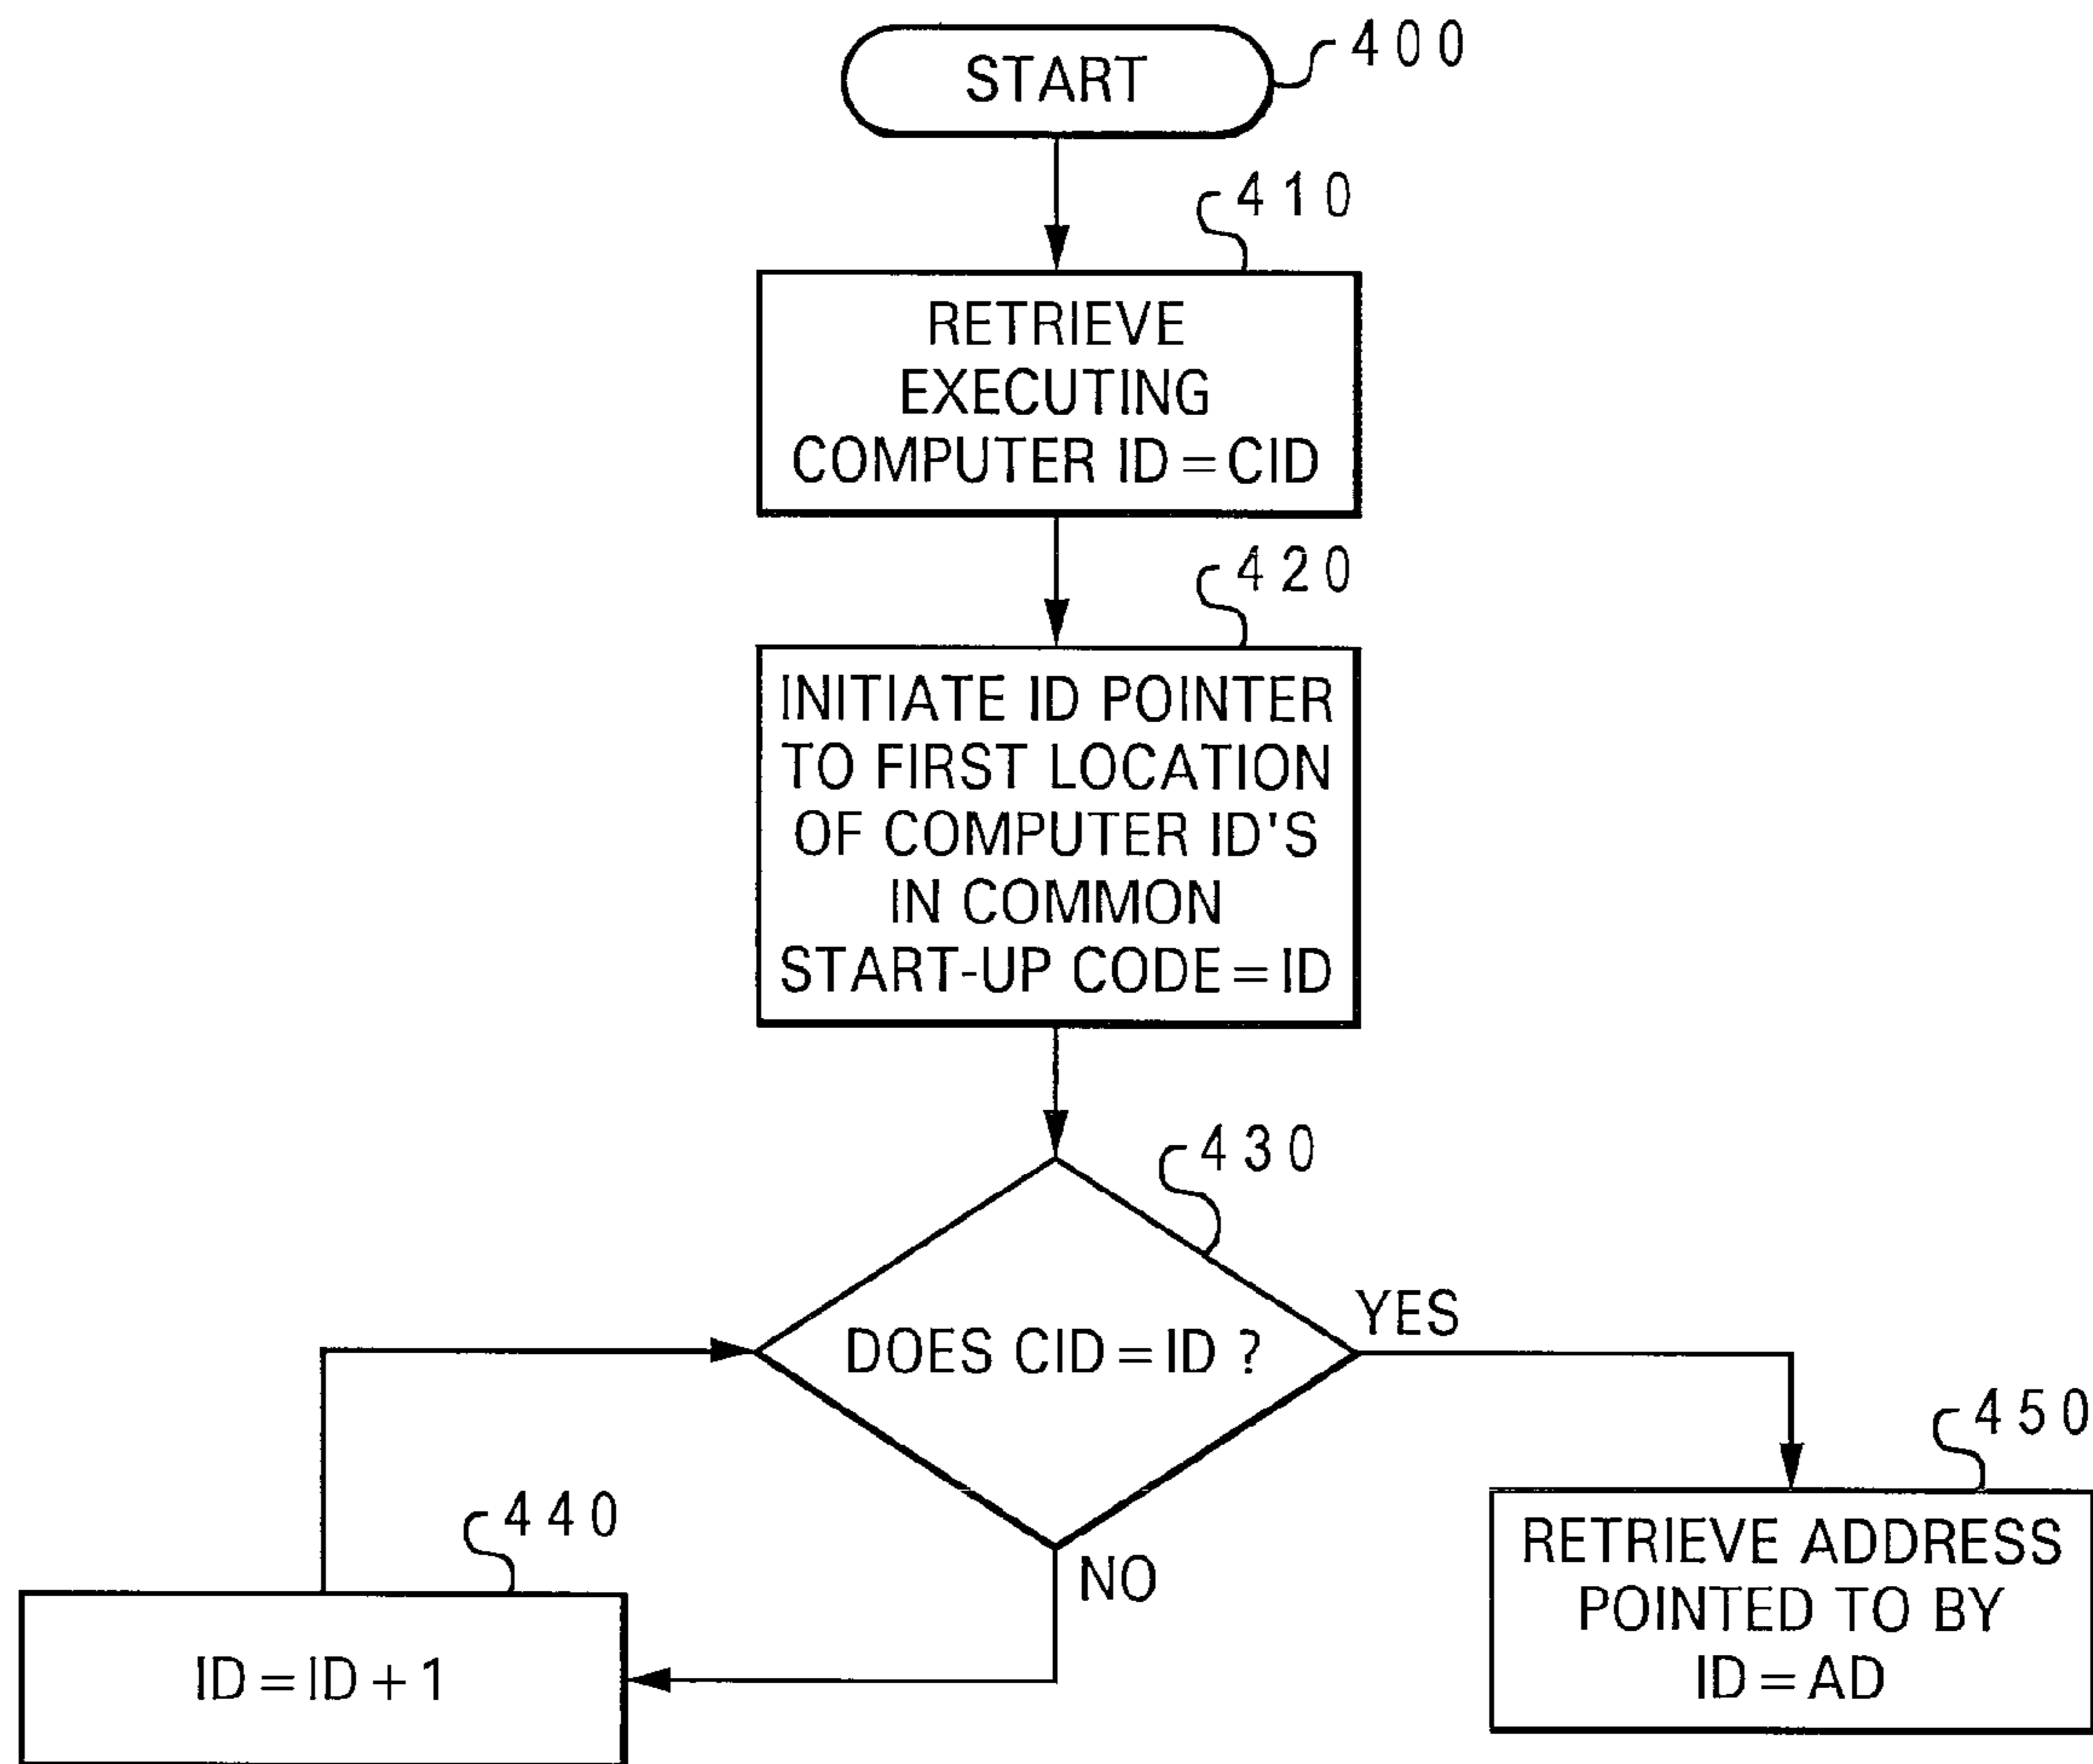 START
400
410
RETRIEVE
EXECUTING
COMPUTER ID=CID
420
INITIATE ID POINTER
TO FIRST LOCATION
OF COMPUTER ID'S
IN COMMON
START-UP CODE=ID
430
DOES CID=ID ?
YES
NO
440
ID=ID+1
450
RETRIEVE ADDRESS
POINTED TO BY
ID=AD